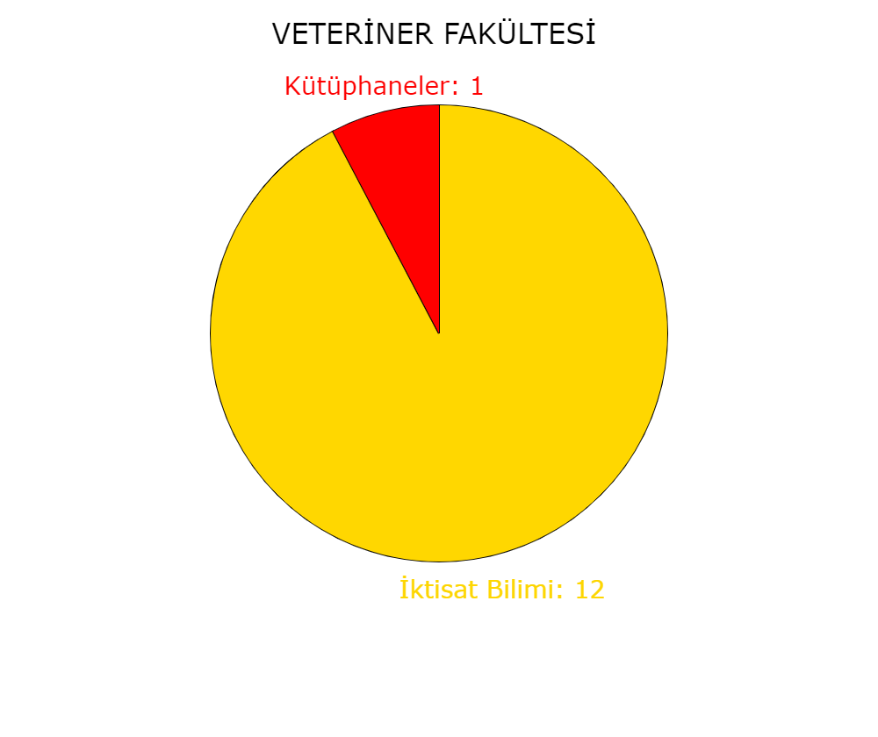 VETERİNER FAKÜLTESİ
Kütüphaneler: 1
İktisat Bilimi: 12